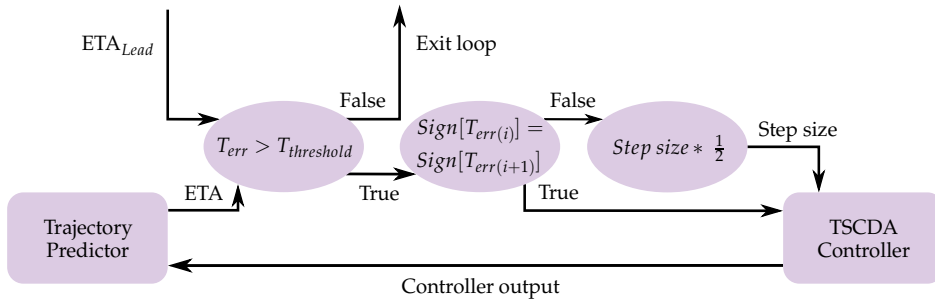 ETA_Lead
Exit loop
False
False
T_err > T_threshold
Sign[T_err(i)] =
Sign[T_err(i+1)]
Step size * 1/2
Step size
ETA
True
True
Trajectory
Predictor
TSCDA
Controller
Controller output